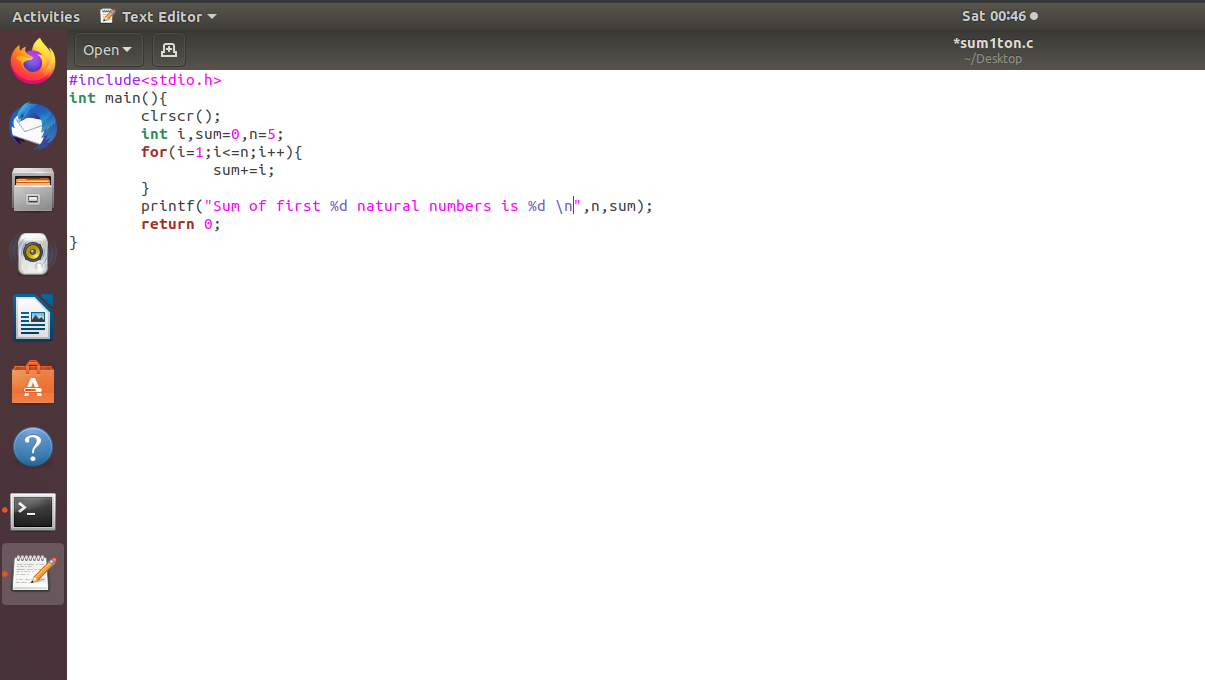 Activities Text Editor Sat 00:46
Open *sum1ton.c
~/Desktop
#include<stdio.h>
int main(){
        clrscr();
        int i,sum=0,n=5;
        for(i=1;i<=n;i++){
                sum+=i;
        }
        printf("Sum of first %d natural numbers is %d \n",n,sum);
        return 0;
}